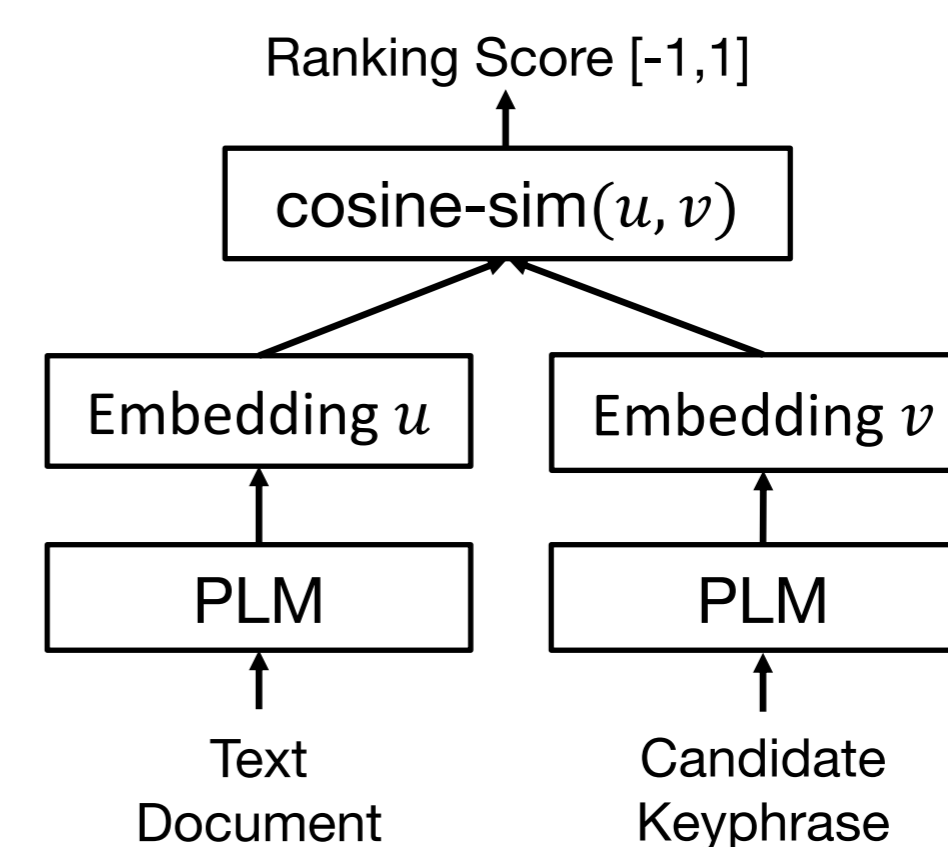 Ranking Score [-1,1]
cosine-sim(u, v)
Embedding u
Embedding v
PLM
PLM
Text
Document
Candidate
Keyphrase